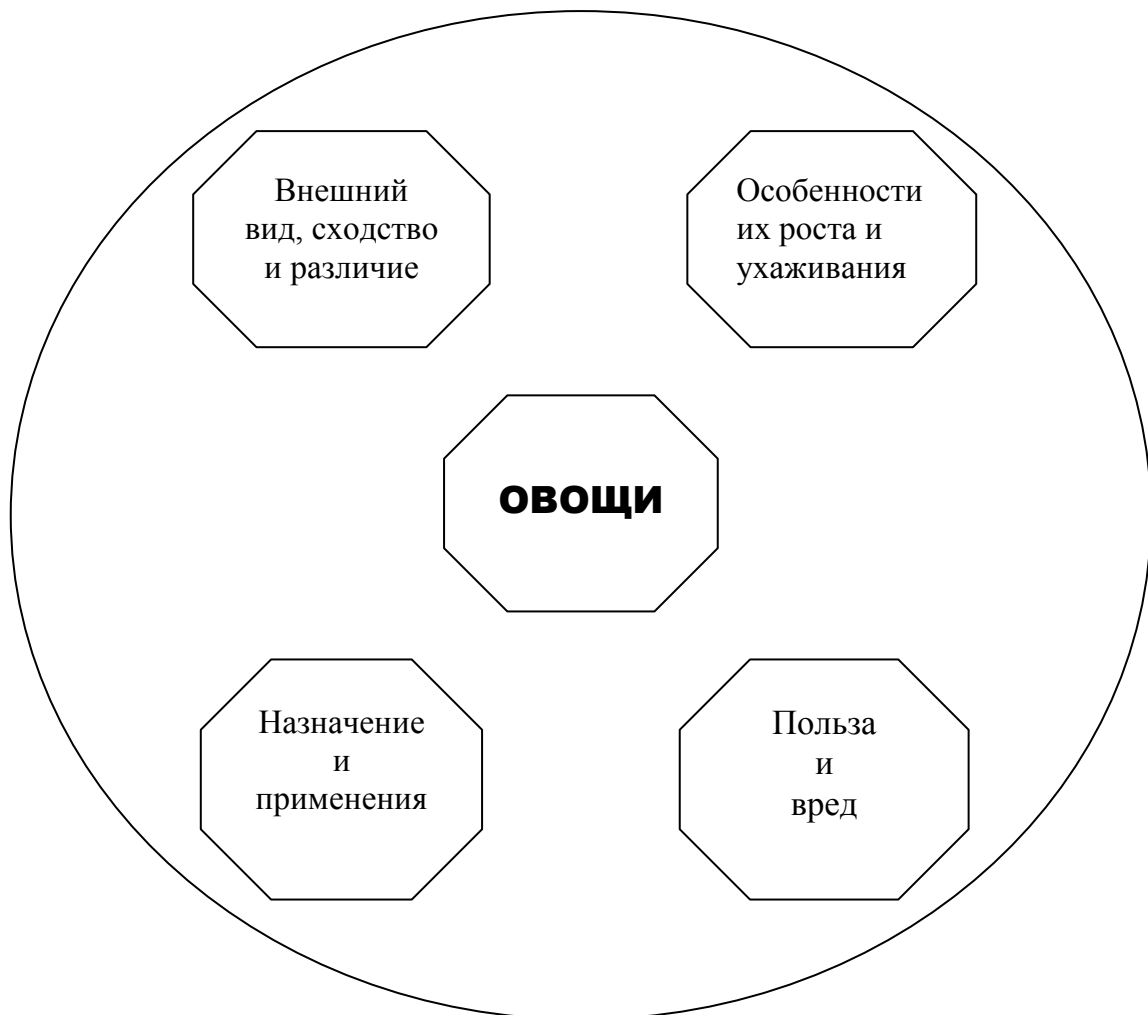 Внешний
вид, сходство
и различие
Особенности
их роста и
ухаживания
ОВОЩИ
Назначение
и
применения
Польза
и
вред